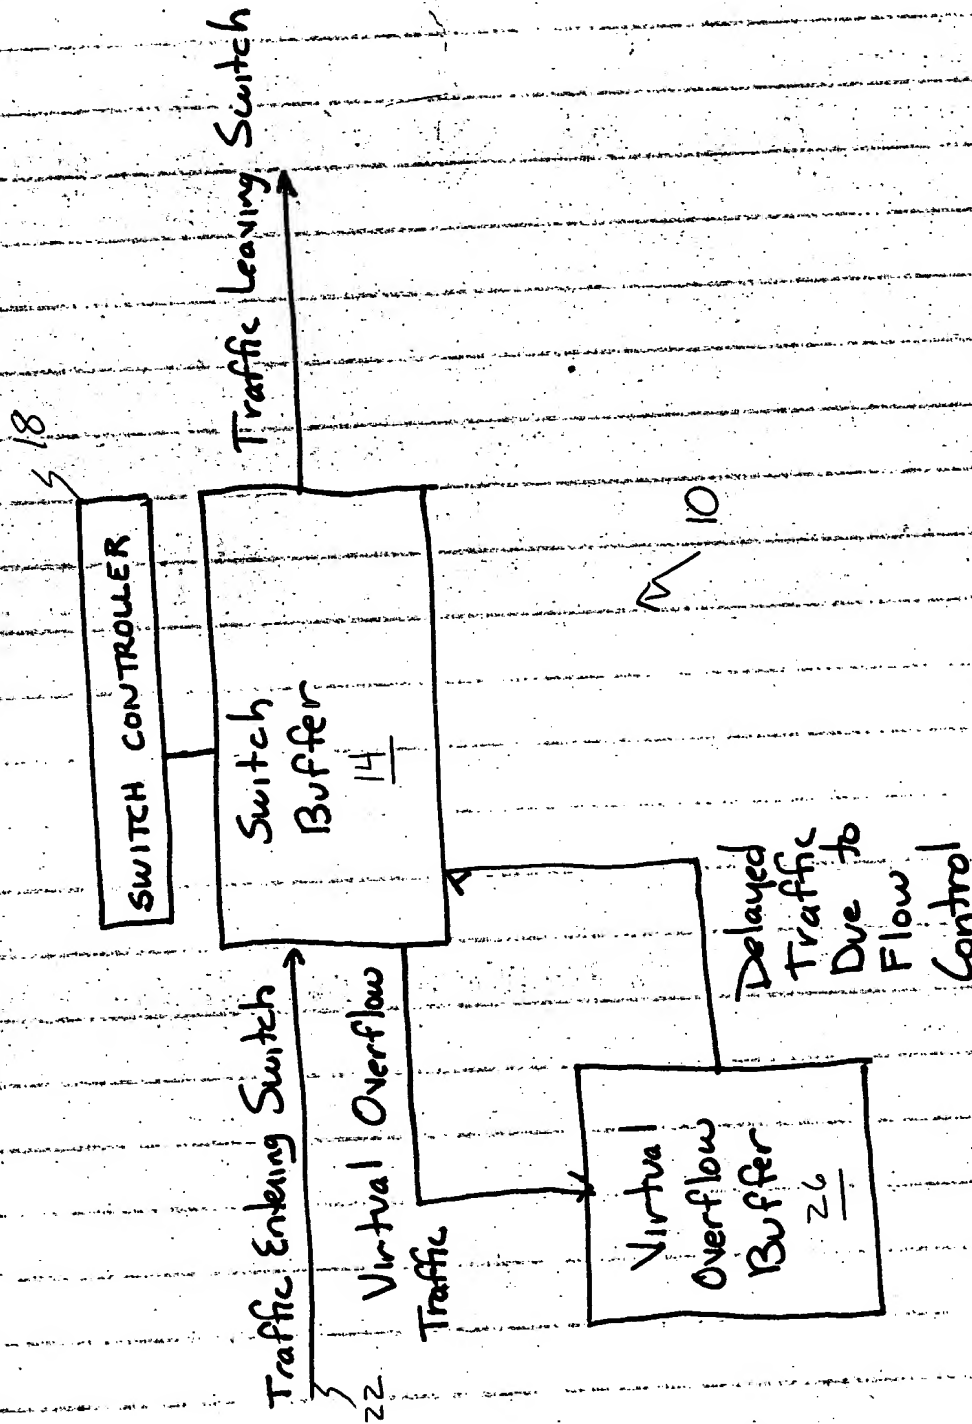 18
SWITCH CONTROLLER
Traffic Entering Switch
22
Switch
Buffer
14
Traffic Leaving Switch
Virtual Overflow
Traffic
Virtual
Overflow
Buffer
26
Delayed
Traffic
Due to
Flow
Control
10